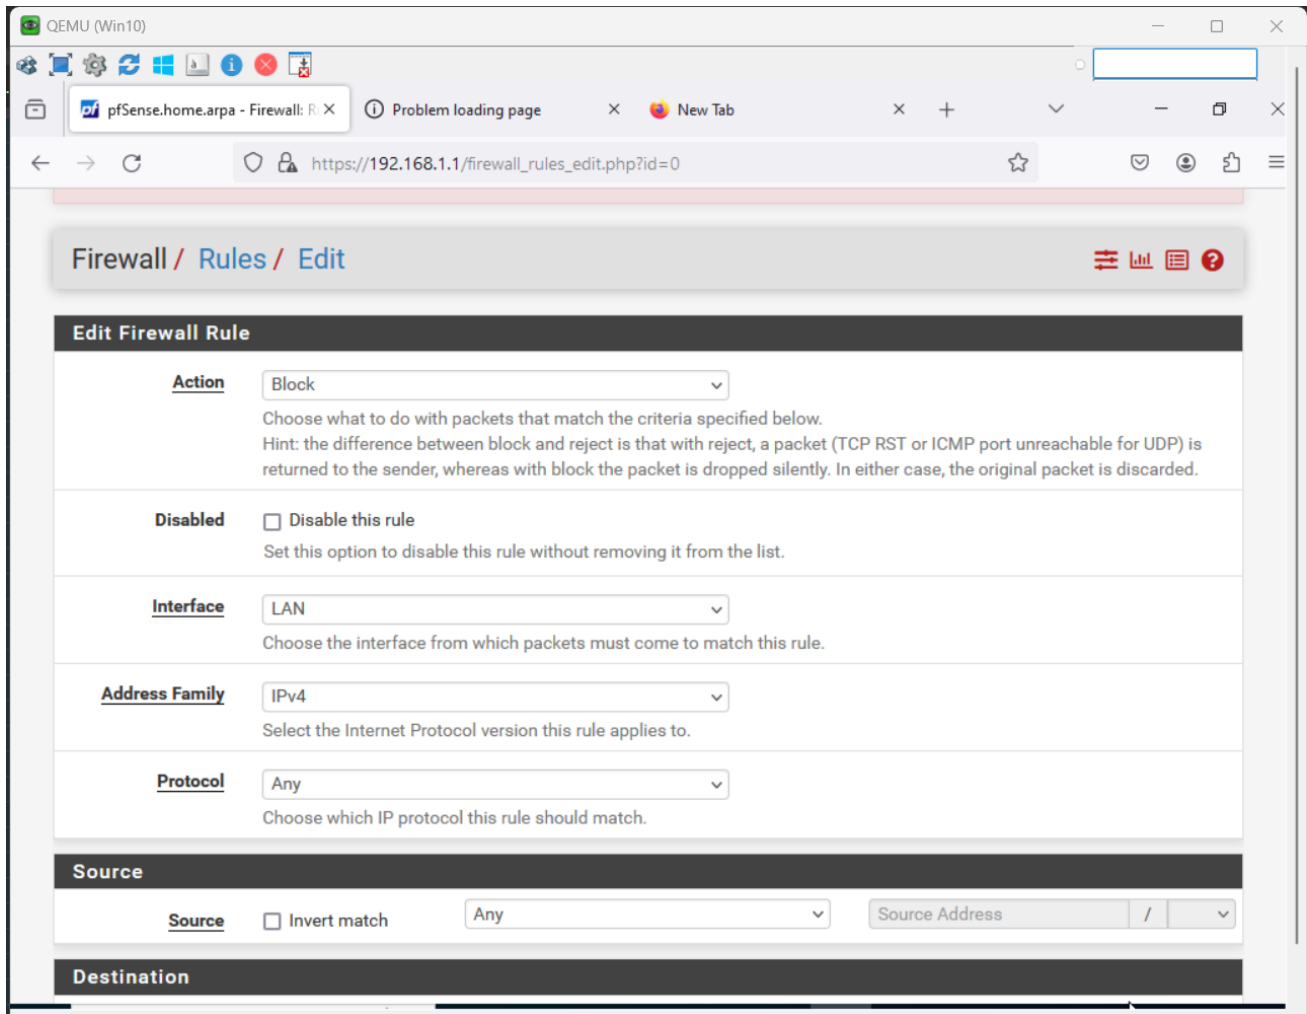 QEMU (Win10)
pfSense.home.arpa - Firewall: R
Problem loading page
New Tab
https://192.168.1.1/firewall_rules_edit.php?id=0
Firewall / Rules / Edit
Edit Firewall Rule
Action
Block
Choose what to do with packets that match the criteria specified below.
Hint: the difference between block and reject is that with reject, a packet (TCP RST or ICMP port unreachable for UDP) is
returned to the sender, whereas with block the packet is dropped silently. In either case, the original packet is discarded.
Disabled
Disable this rule
Set this option to disable this rule without removing it from the list.
Interface
LAN
Choose the interface from which packets must come to match this rule.
Address Family
IPv4
Select the Internet Protocol version this rule applies to.
Protocol
Any
Choose which IP protocol this rule should match.
Source
Source
Invert match
Any
Source Address
/
Destination